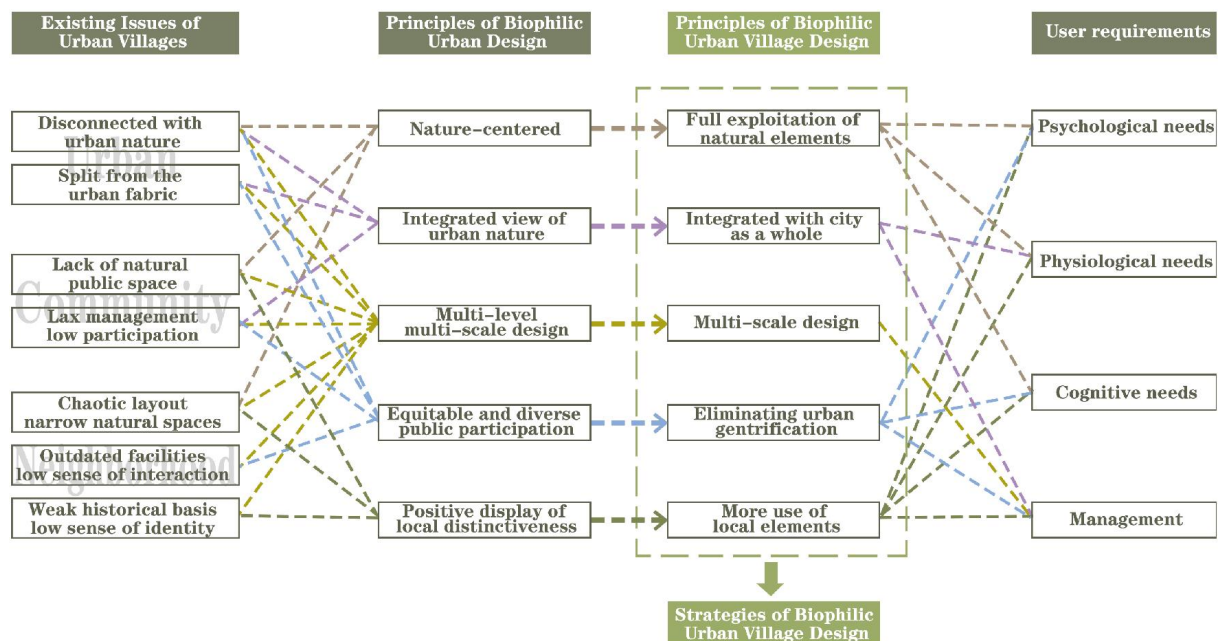 Existing Issues of
Urban Villages
Principles of Biophilic
Urban Design
Principles of Biophilic
Urban Village Design
User requirements
Urban
Disconnected with
urban nature
Split from the
urban fabric
Community
Lack of natural
public space
Lax management
low participation
Neighborhood
Chaotic layout
narrow natural spaces
Outdated facilities
low sense of interaction
Weak historical basis
low sense of identity
Nature-centered
Integrated view of
urban nature
Multi-level
multi-scale design
Equitable and diverse
public participation
Positive display of
local distinctiveness
Full exploitation of
natural elements
Integrated with city
as a whole
Multi-scale design
Eliminating urban
gentrification
More use of
local elements
Psychological needs
Physiological needs
Cognitive needs
Management
Strategies of Biophilic
Urban Village Design